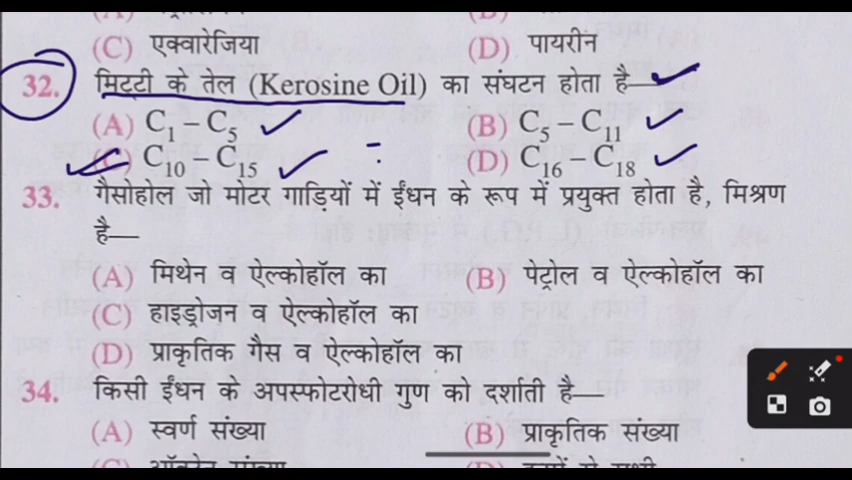 (C) एक्वारेजिया (D) पायरीन
32. मिट्टी के तेल (Kerosine Oil) का संघटन होता है—
(A) C₁ – C₅ (B) C₅ – C₁₁
(C) C₁₀ – C₁₅ (D) C₁₆ – C₁₈
33. गैसोहोल जो मोटर गाड़ियों में ईंधन के रूप में प्रयुक्त होता है, मिश्रण
है—
(A) मिथेन व ऐल्कोहॉल का (B) पेट्रोल व ऐल्कोहॉल का
(C) हाइड्रोजन व ऐल्कोहॉल का
(D) प्राकृतिक गैस व ऐल्कोहॉल का
34. किसी ईंधन के अपस्फोटरोधी गुण को दर्शाती है—
(A) स्वर्ण संख्या (B) प्राकृतिक संख्या